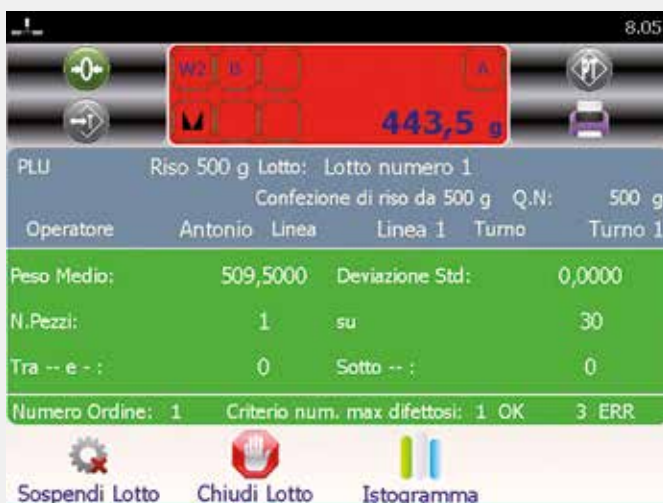 8.05
→0←
W2 B A
PT
→T
443,5 g
PLU Riso 500 g Lotto: Lotto numero 1
Confezione di riso da 500 g Q.N: 500 g
Operatore Antonio Linea Linea 1 Turno Turno 1
Peso Medio: 509,5000 Deviazione Std: 0,0000
N.Pezzi: 1 su 30
Tra -- e - : 0 Sotto -- : 0
Numero Ordine: 1 Criterio num. max difettosi: 1 OK 3 ERR
Sospendi Lotto Chiudi Lotto Istogramma